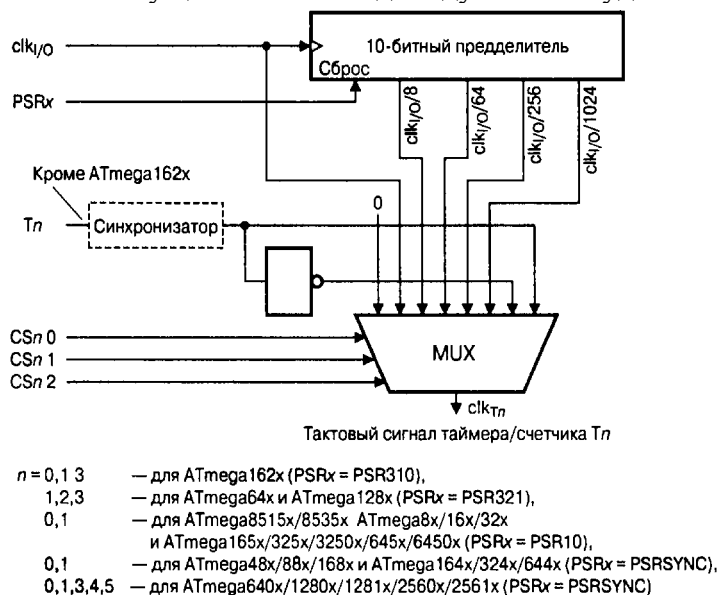 clkI/O
10-битный предделитель
Сброс
PSRx
clkI/O/8
clkI/O/64
clkI/O/256
clkI/O/1024
Кроме ATmega162x
0
Tn
Синхронизатор
CSn 0
CSn 1
CSn 2
MUX
clkTn
Тактовый сигнал таймера/счетчика Tn
n = 0,1 3 — для ATmega162x (PSRx = PSR310),
1,2,3 — для ATmega64x и ATmega128x (PSRx = PSR321),
0,1 — для ATmega8515x/8535x ATmega8x/16x/32x
и ATmega165x/325x/3250x/645x/6450x (PSRx = PSR10),
0,1 — для ATmega48x/88x/168x и ATmega164x/324x/644x (PSRx = PSRSYNC),
0,1,3,4,5 — для ATmega640x/1280x/1281x/2560x/2561x (PSRx = PSRSYNC)